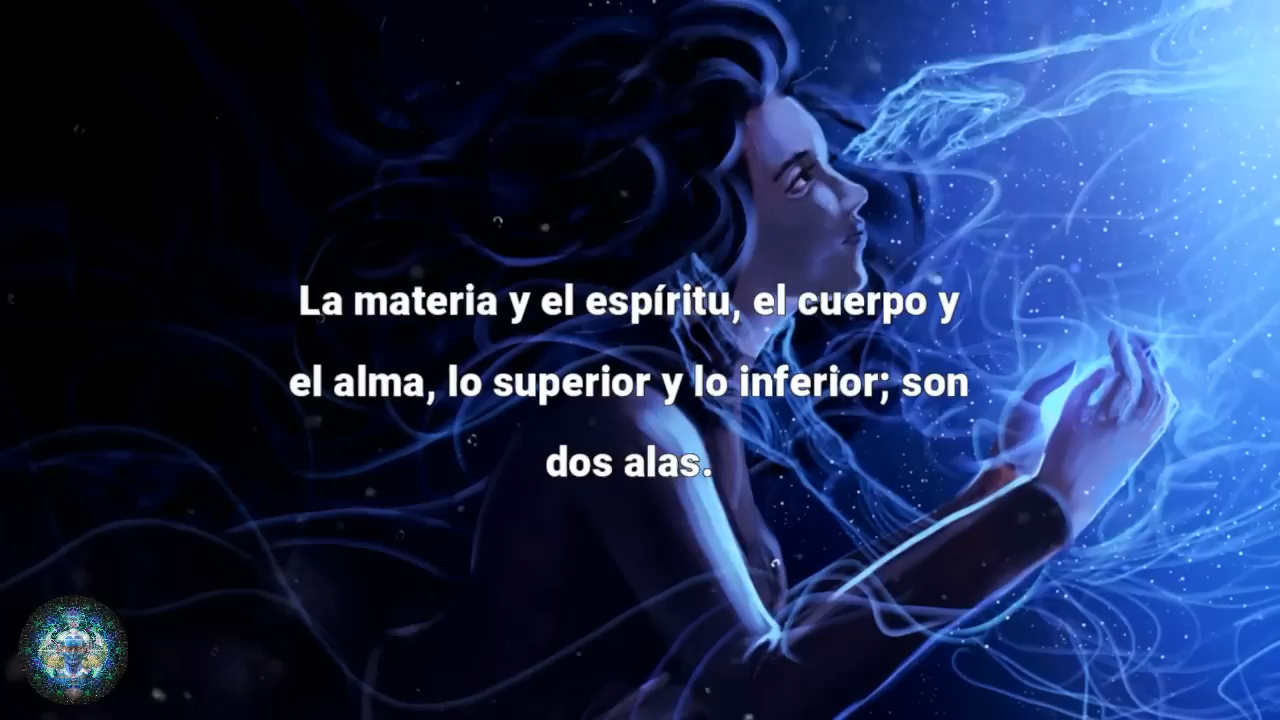 La materia y el espíritu, el cuerpo y
el alma, lo superior y lo inferior; son
dos alas.